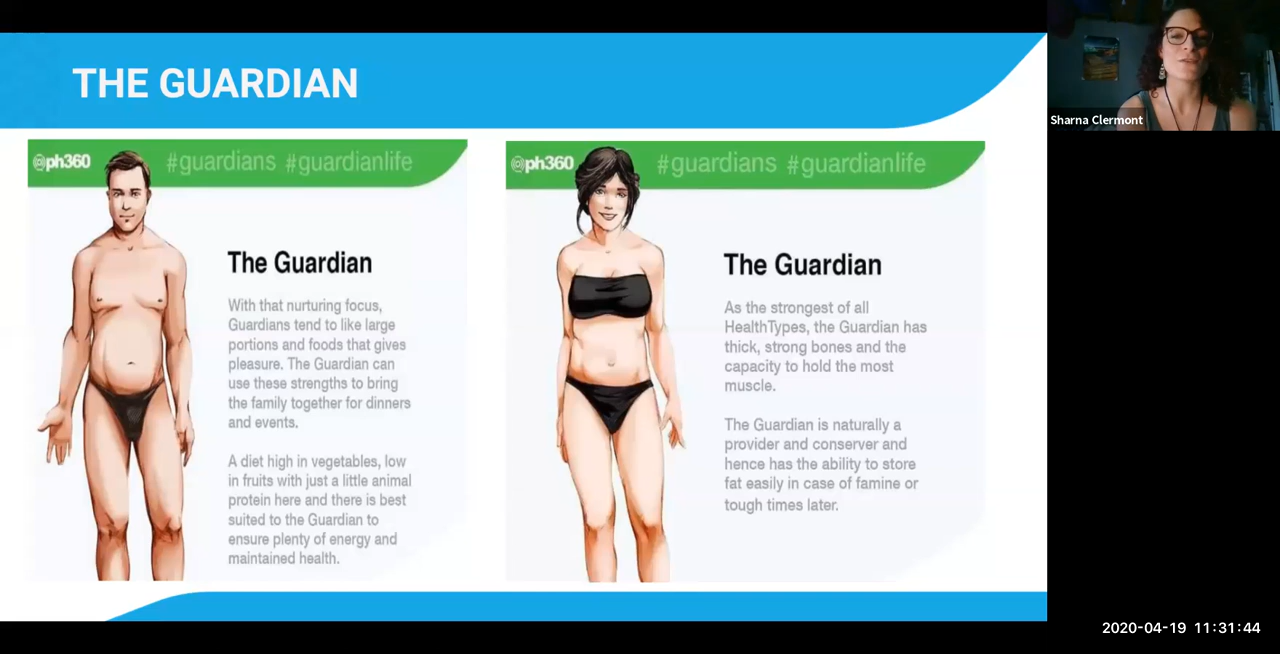 THE GUARDIAN
@ph360 #guardians #guardianlife
The Guardian
With that nurturing focus,
Guardians tend to like large
portions and foods that gives
pleasure. The Guardian can
use these strengths to bring
the family together for dinners
and events.
A diet high in vegetables, low
in fruits with just a little animal
protein here and there is best
suited to the Guardian to
ensure plenty of energy and
maintained health.
@ph360 #guardians #guardianlife
The Guardian
As the strongest of all
HealthTypes, the Guardian has
thick, strong bones and the
capacity to hold the most
muscle.
The Guardian is naturally a
provider and conserver and
hence has the ability to store
fat easily in case of famine or
tough times later.
Sharna Clermont
2020-04-19 11:31:44